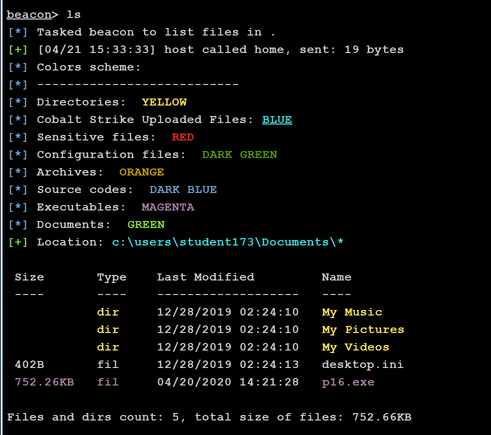 beacon> ls
[*] Tasked beacon to list files in .
[+] [04/21 15:33:33] host called home, sent: 19 bytes
[*] Colors scheme:
[*] ---------------------------
[*] Directories:  YELLOW
[*] Cobalt Strike Uploaded Files: BLUE
[*] Sensitive files:  RED
[*] Configuration files:  DARK GREEN
[*] Archives:  ORANGE
[*] Source codes:  DARK BLUE
[*] Executables:  MAGENTA
[*] Documents:  GREEN
[+] Location: c:\users\student173\Documents\*
Size Type Last Modified Name
---- ---- ------------------- ----
dir 12/28/2019 02:24:10 My Music
dir 12/28/2019 02:24:10 My Pictures
dir 12/28/2019 02:24:10 My Videos
402B fil 12/28/2019 02:24:13 desktop.ini
752.26KB fil 04/20/2020 14:21:28 p16.exe
Files and dirs count: 5, total size of files: 752.66KB